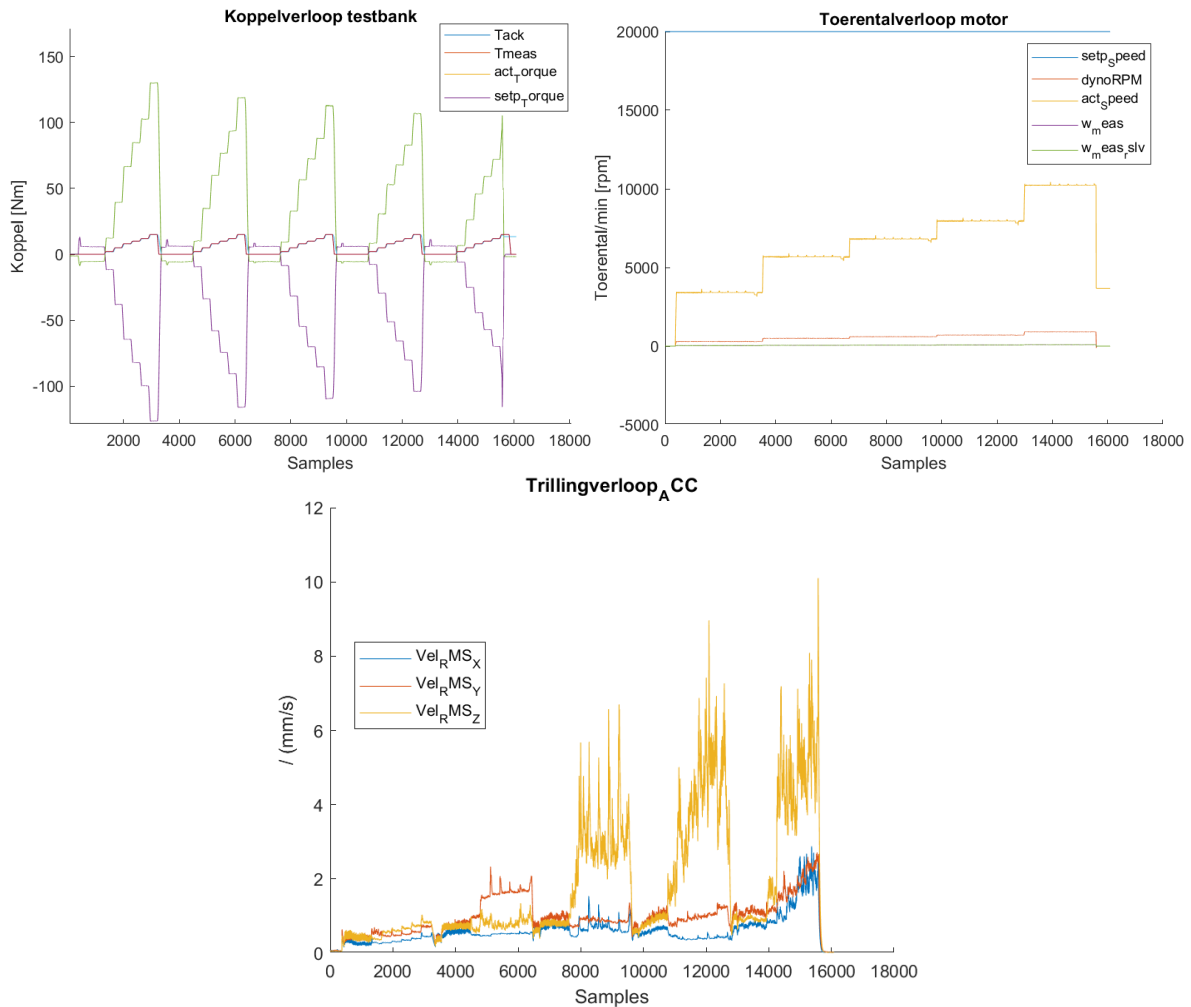 Koppelverloop testbank
Tack
Tmeas
act_Torque
setp_Torque
Koppel [Nm]
150
100
50
0
-50
-100
2000 4000 6000 8000 10000 12000 14000 16000 18000
Samples
Toerentalverloop motor
setp_Speed
dynoRPM
act_Speed
w_meas
w_meas_rslv
Toerental/min [rpm]
20000
15000
10000
5000
0
-5000
0 2000 4000 6000 8000 10000 12000 14000 16000 18000
Samples
Trillingverloop_ACC
Vel_RMS_X
Vel_RMS_Y
Vel_RMS_Z
/ (mm/s)
12
10
8
6
4
2
0
0 2000 4000 6000 8000 10000 12000 14000 16000 18000
Samples